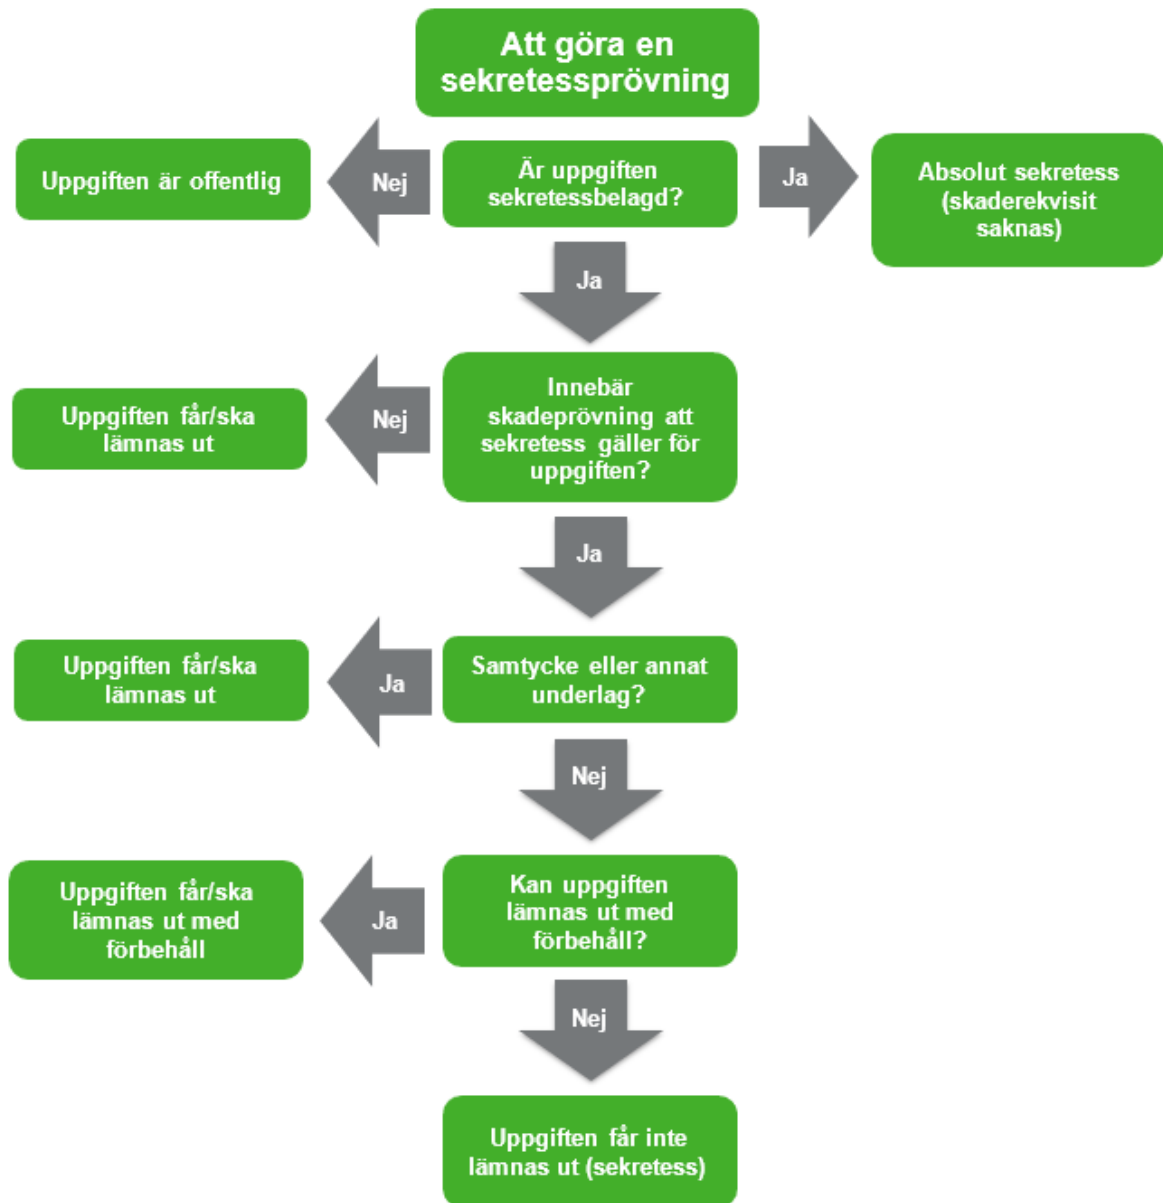 Att göra en
sekretessprövning
Uppgiften är offentlig
Nej
Är uppgiften
sekretessbelagd?
Ja
Absolut sekretess
(skaderekvisit
saknas)
Ja
Uppgiften får/ska
lämnas ut
Nej
Innebär
skadeprövning att
sekretess gäller för
uppgiften?
Ja
Uppgiften får/ska
lämnas ut
Ja
Samtycke eller annat
underlag?
Nej
Uppgiften får/ska
lämnas ut med
förbehåll
Ja
Kan uppgiften
lämnas ut med
förbehåll?
Nej
Uppgiften får inte
lämnas ut (sekretess)